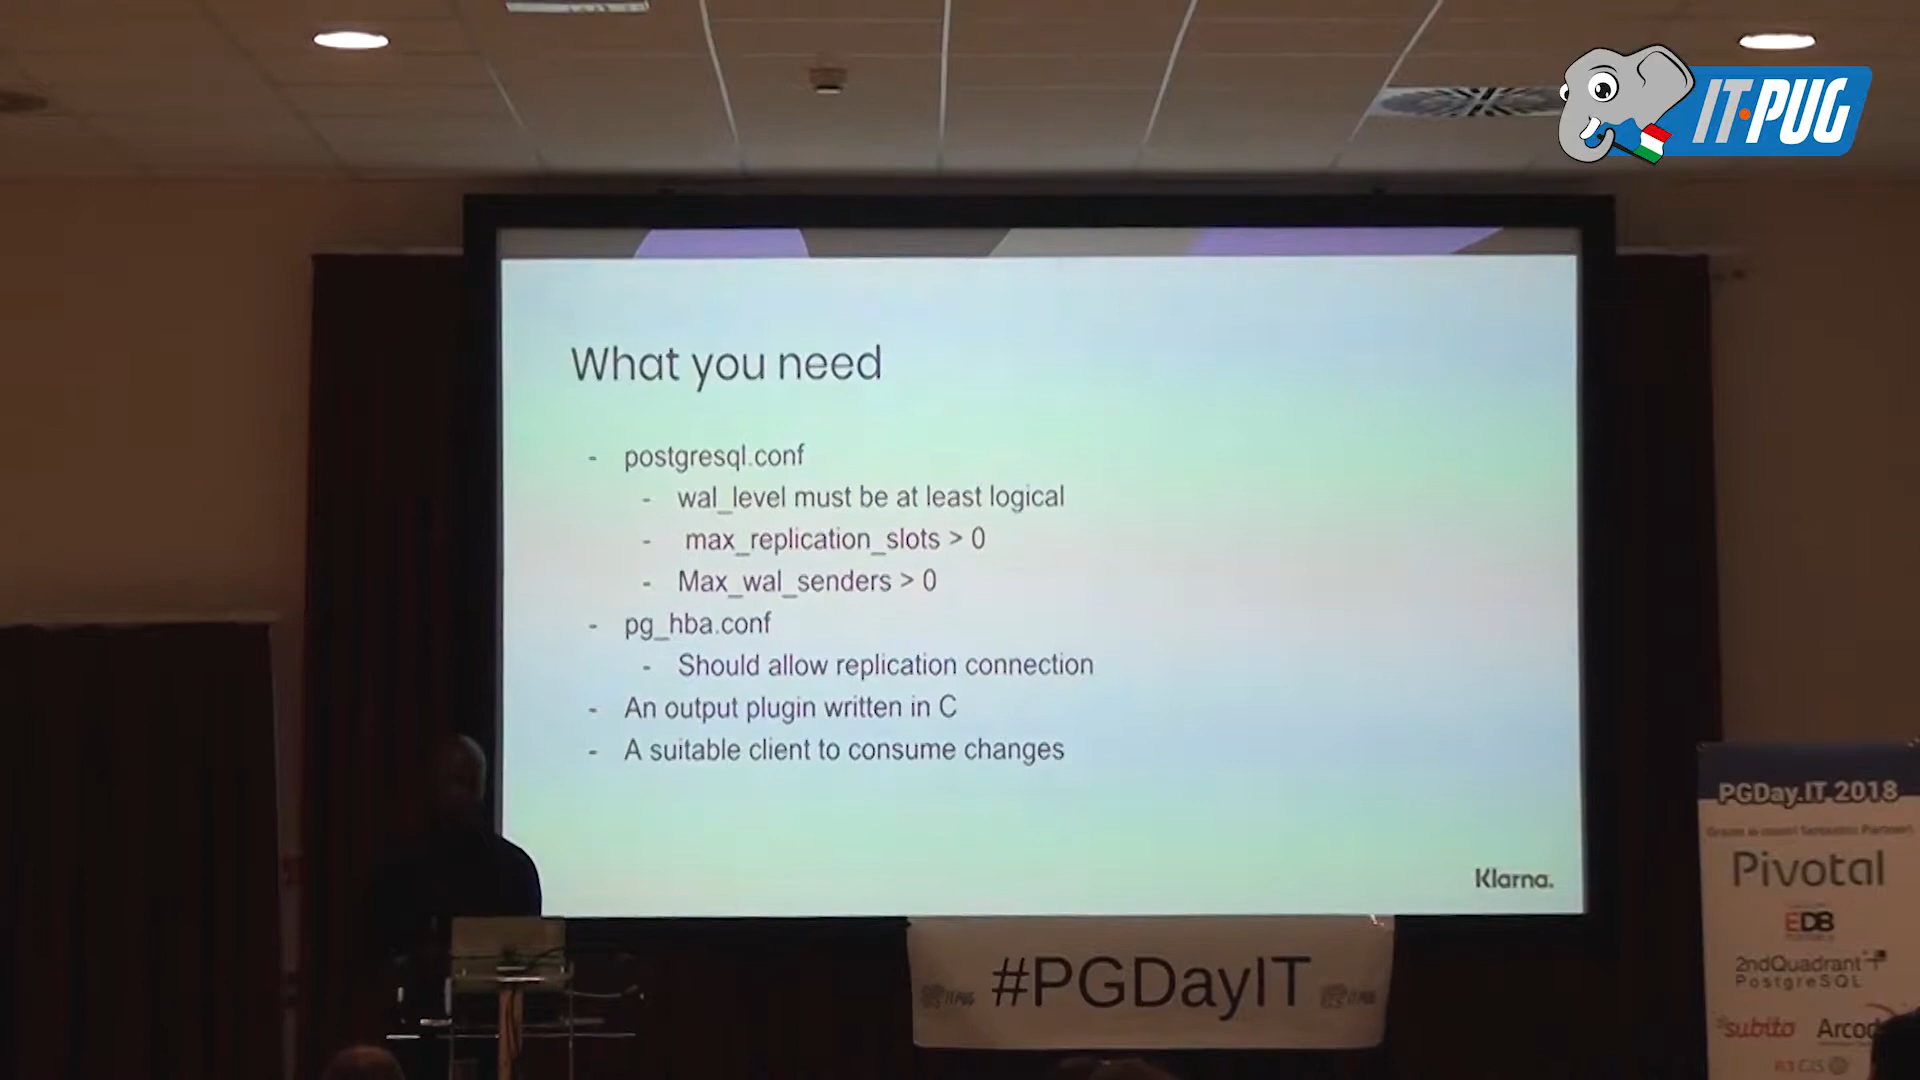 IT·PUG
What you need
- postgresql.conf
- wal_level must be at least logical
- max_replication_slots > 0
- Max_wal_senders > 0
- pg_hba.conf
- Should allow replication connection
- An output plugin written in C
- A suitable client to consume changes
Klarna.
#PGDayIT
PGDay.IT 2018
Pivotal
EDB
2ndQuadrant
PostgreSQL
subito